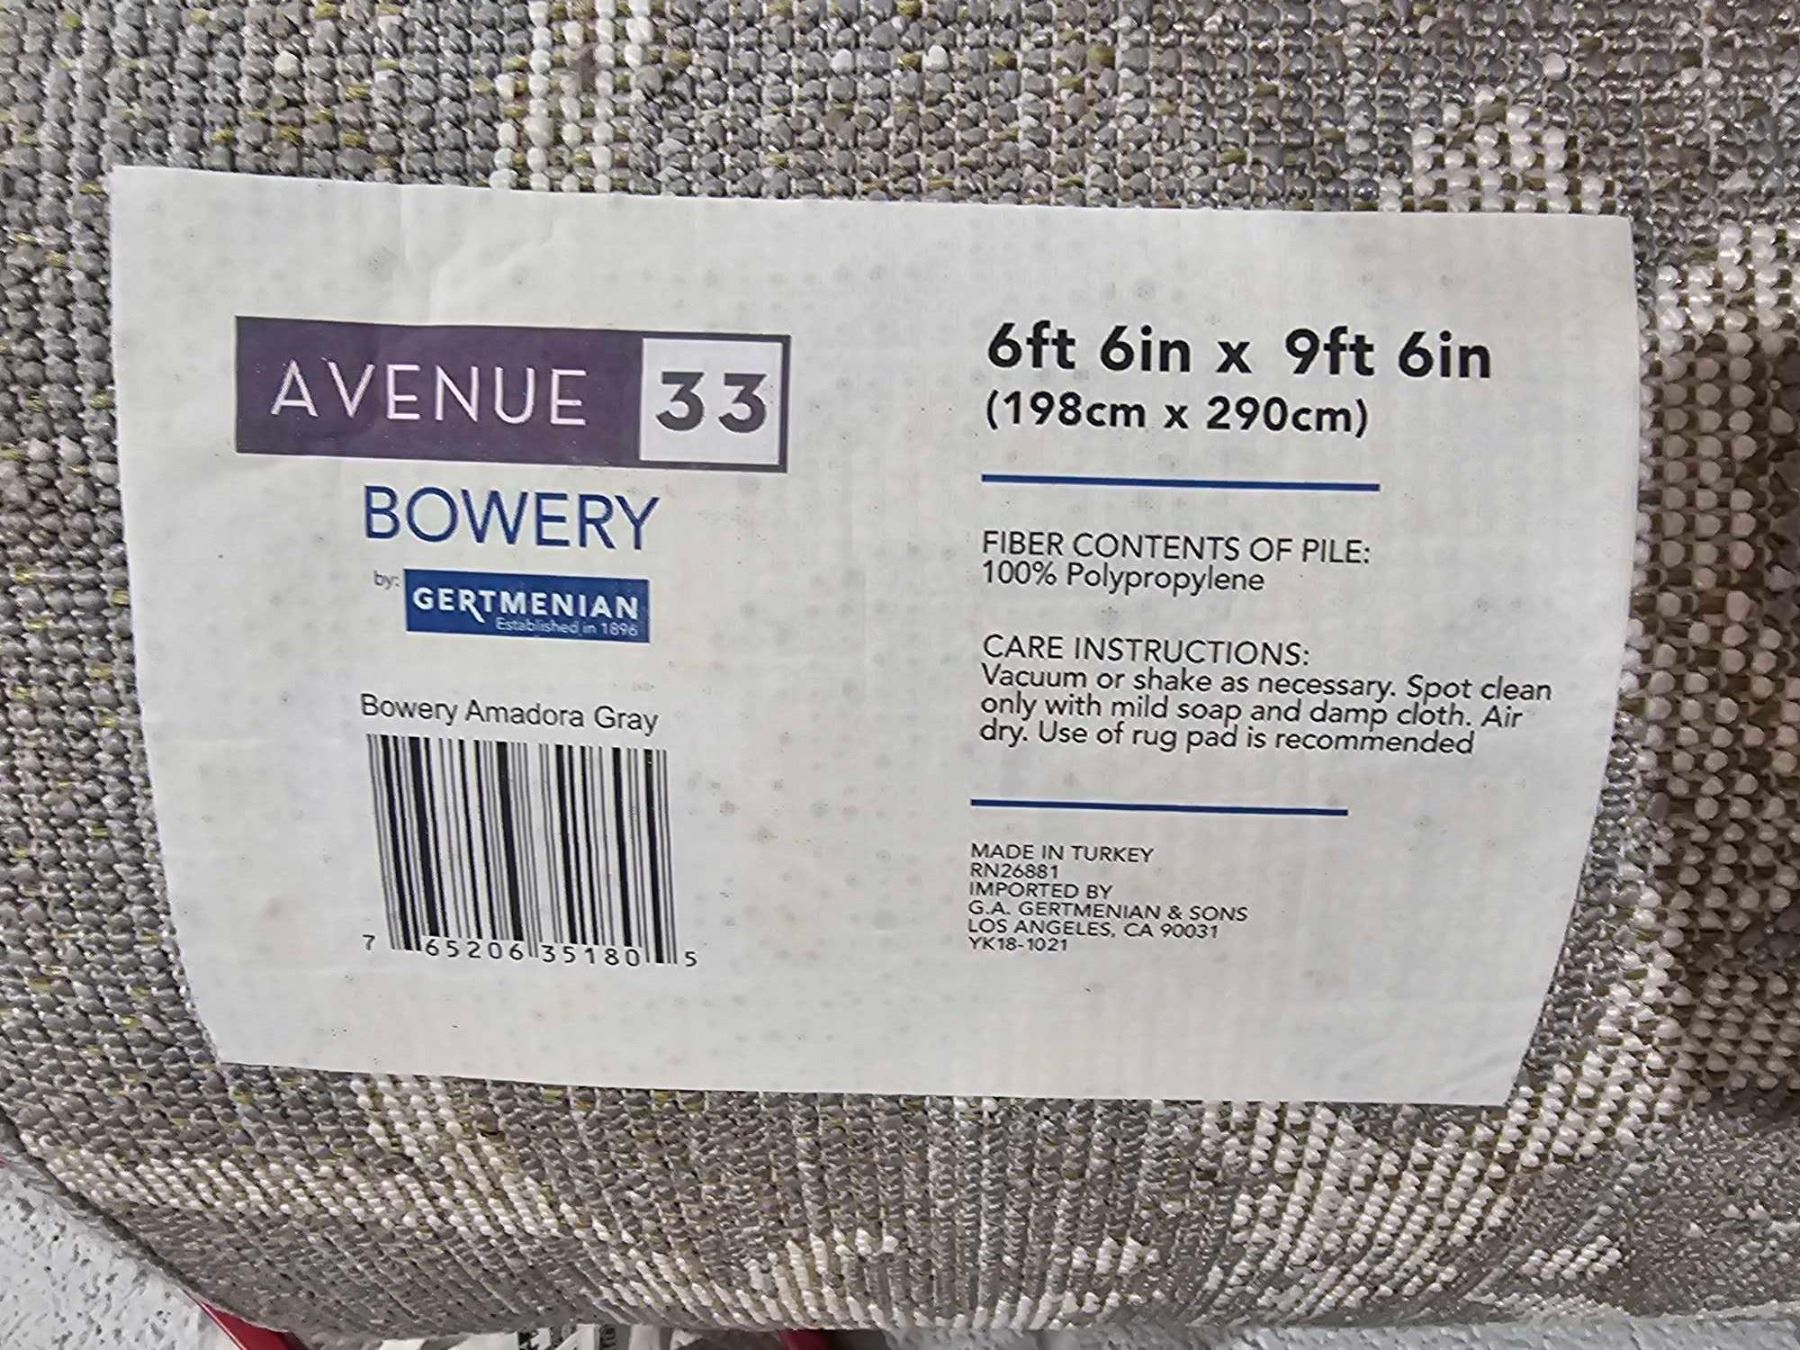 AVENUE 33
BOWERY
by: GERTMENIAN
Established in 1896
Bowery Amadora Gray
7 65206 35180 5
6ft 6in x 9ft 6in
(198cm x 290cm)
FIBER CONTENTS OF PILE:
100% Polypropylene
CARE INSTRUCTIONS:
Vacuum or shake as necessary. Spot clean
only with mild soap and damp cloth. Air
dry. Use of rug pad is recommended
MADE IN TURKEY
RN26881
IMPORTED BY
G.A. GERTMENIAN & SONS
LOS ANGELES, CA 90031
YK18-1021